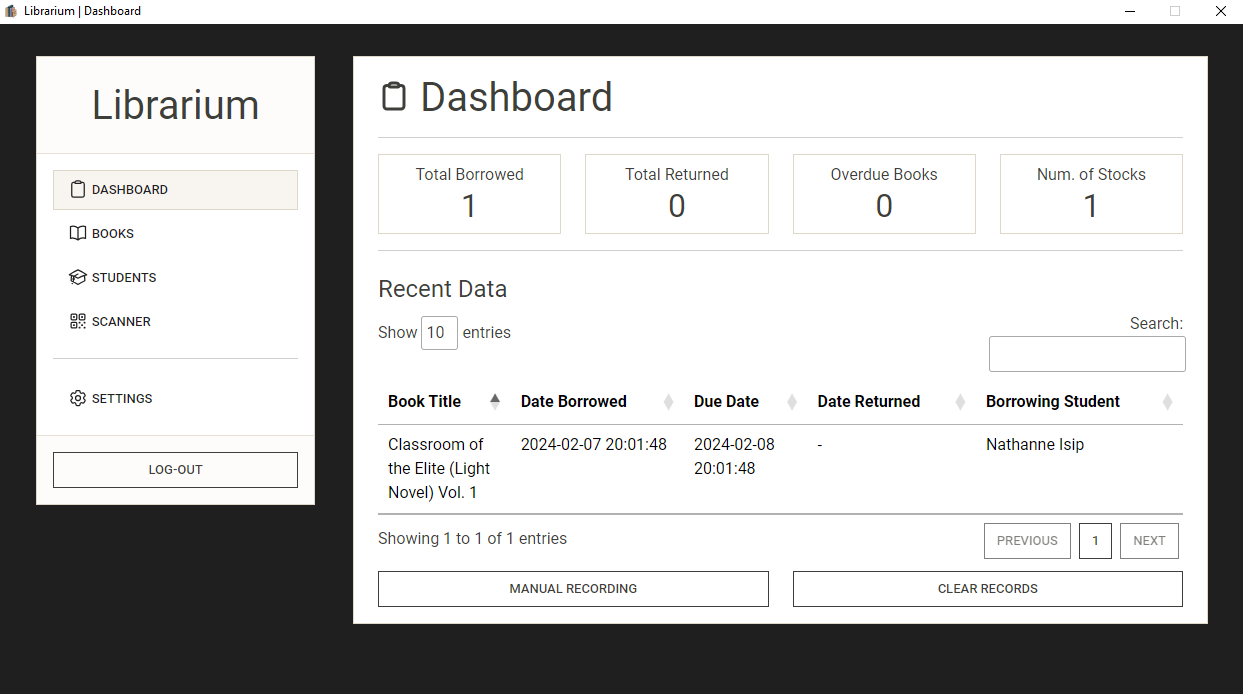 Librarium | Dashboard
Librarium
DASHBOARD
BOOKS
STUDENTS
SCANNER
SETTINGS
LOG-OUT
Dashboard
Total Borrowed
1
Total Returned
0
Overdue Books
0
Num. of Stocks
1
Recent Data
Show 10 entries
Search:
Book Title Date Borrowed Due Date Date Returned Borrowing Student
Classroom of 2024-02-07 20:01:48 2024-02-08 - Nathanne Isip
the Elite (Light 20:01:48
Novel) Vol. 1
Showing 1 to 1 of 1 entries
PREVIOUS 1 NEXT
MANUAL RECORDING CLEAR RECORDS